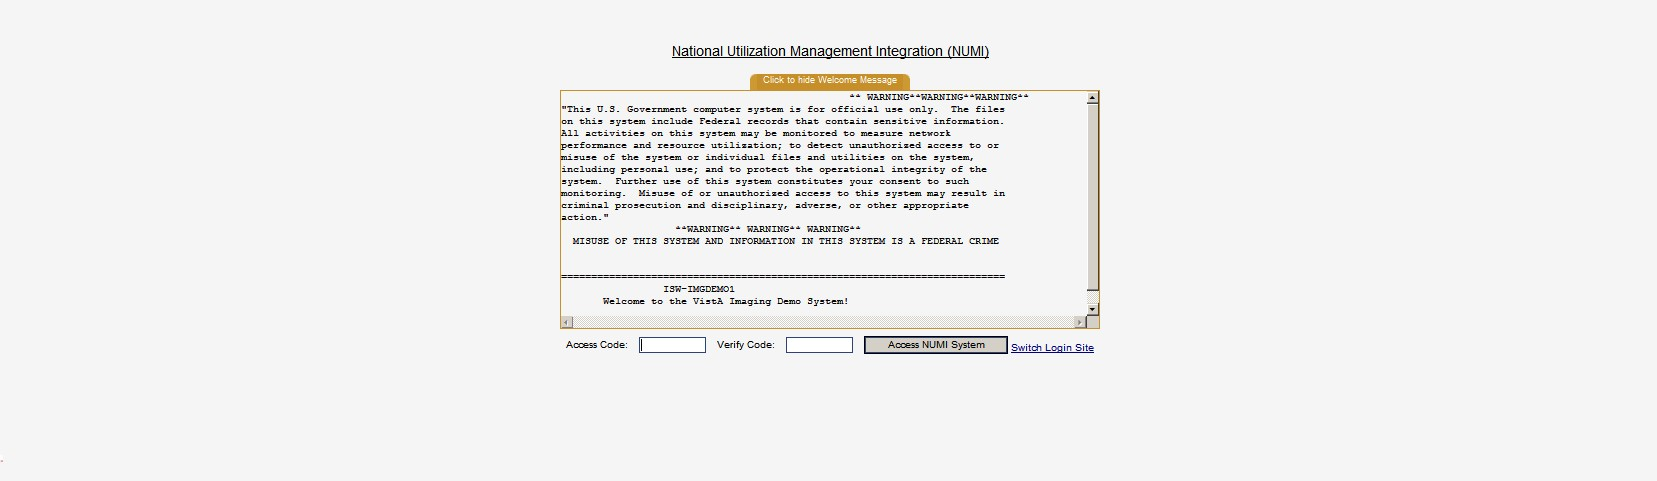 National Utilization Management Integration (NUMI)
Click to hide Welcome Message
** WARNING**WARNING**WARNING**
"This U.S. Government computer system is for official use only.  The files
on this system include Federal records that contain sensitive information.
All activities on this system may be monitored to measure network
performance and resource utilization; to detect unauthorized access to or
misuse of the system or individual files and utilities on the system,
including personal use; and to protect the operational integrity of the
system.  Further use of this system constitutes your consent to such
monitoring.  Misuse of or unauthorized access to this system may result in
criminal prosecution and disciplinary, adverse, or other appropriate
action."
**WARNING** WARNING** WARNING**
MISUSE OF THIS SYSTEM AND INFORMATION IN THIS SYSTEM IS A FEDERAL CRIME
==========================================================================
ISW-IMGDEMO1
Welcome to the VistA Imaging Demo System!
Access Code: Verify Code: Access NUMI System Switch Login Site